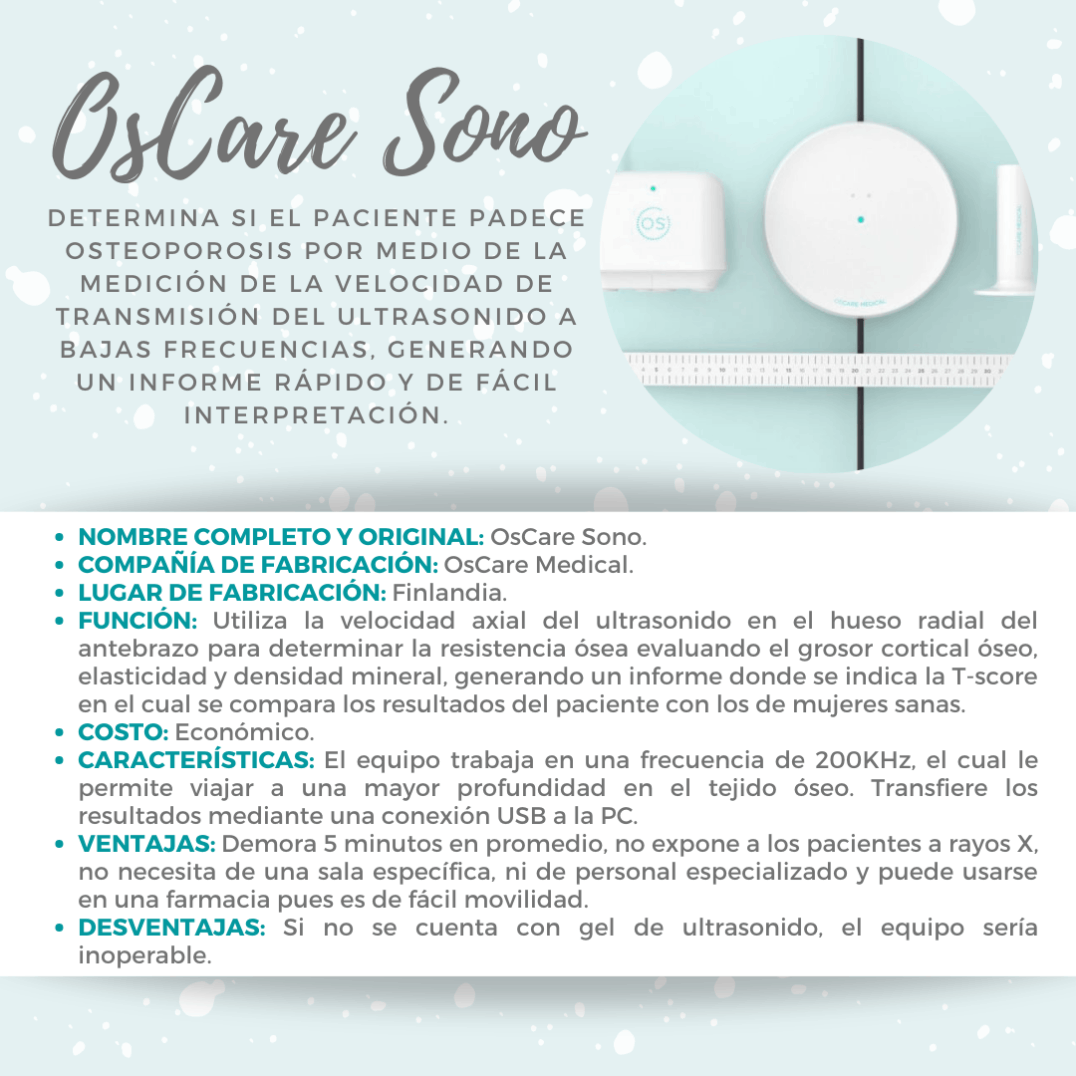 OsCare Sono
DETERMINA SI EL PACIENTE PADECE
OSTEOPOROSIS POR MEDIO DE LA
MEDICIÓN DE LA VELOCIDAD DE
TRANSMISIÓN DEL ULTRASONIDO A
BAJAS FRECUENCIAS, GENERANDO
UN INFORME RÁPIDO Y DE FÁCIL
INTERPRETACIÓN.
OS
OSCARE MEDICAL
OSCARE MEDICAL
• NOMBRE COMPLETO Y ORIGINAL: OsCare Sono.
• COMPAÑÍA DE FABRICACIÓN: OsCare Medical.
• LUGAR DE FABRICACIÓN: Finlandia.
• FUNCIÓN: Utiliza la velocidad axial del ultrasonido en el hueso radial del
antebrazo para determinar la resistencia ósea evaluando el grosor cortical óseo,
elasticidad y densidad mineral, generando un informe donde se indica la T-score
en el cual se compara los resultados del paciente con los de mujeres sanas.
• COSTO: Económico.
• CARACTERÍSTICAS: El equipo trabaja en una frecuencia de 200KHz, el cual le
permite viajar a una mayor profundidad en el tejido óseo. Transfiere los
resultados mediante una conexión USB a la PC.
• VENTAJAS: Demora 5 minutos en promedio, no expone a los pacientes a rayos X,
no necesita de una sala específica, ni de personal especializado y puede usarse
en una farmacia pues es de fácil movilidad.
• DESVENTAJAS: Si no se cuenta con gel de ultrasonido, el equipo sería
inoperable.